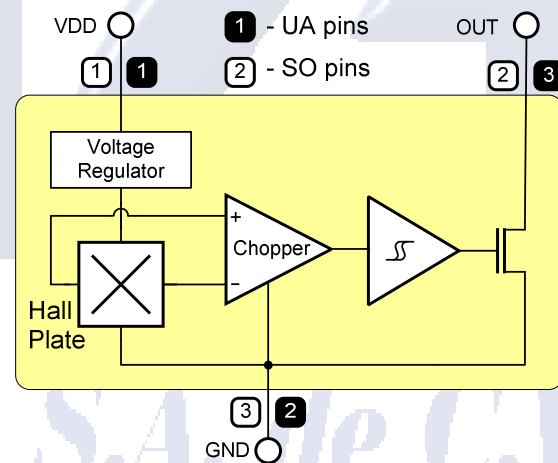 VDD
1 - UA pins
OUT
1 1
2 - SO pins
2 3
Voltage
Regulator
+
Chopper
-
Hall
Plate
3 2
GND